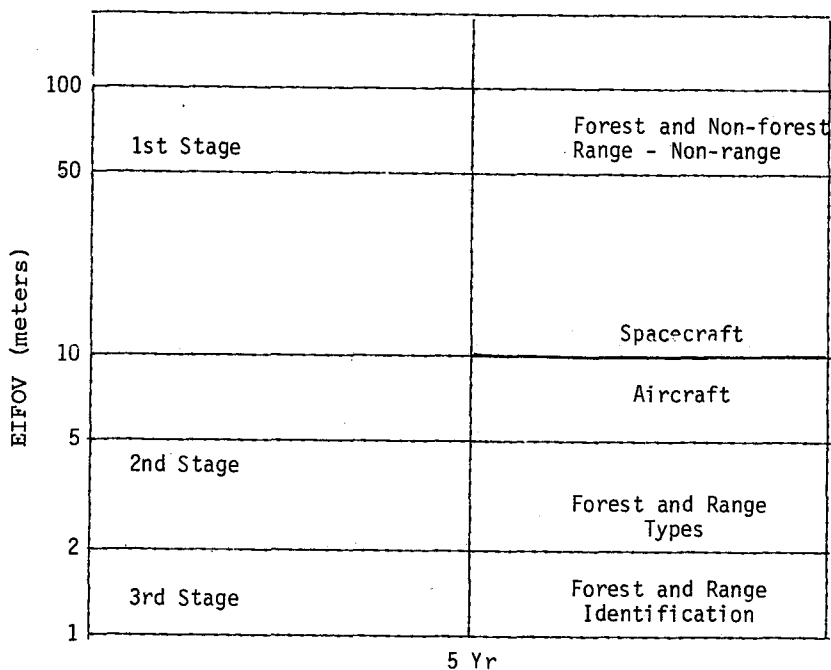 100
Forest and Non-forest
1st Stage
Range - Non-range
50
EIFOV (meters)
Spacecraft
10
Aircraft
5
2nd Stage
Forest and Range
Types
2
3rd Stage
Forest and Range
Identification
1
5 Yr